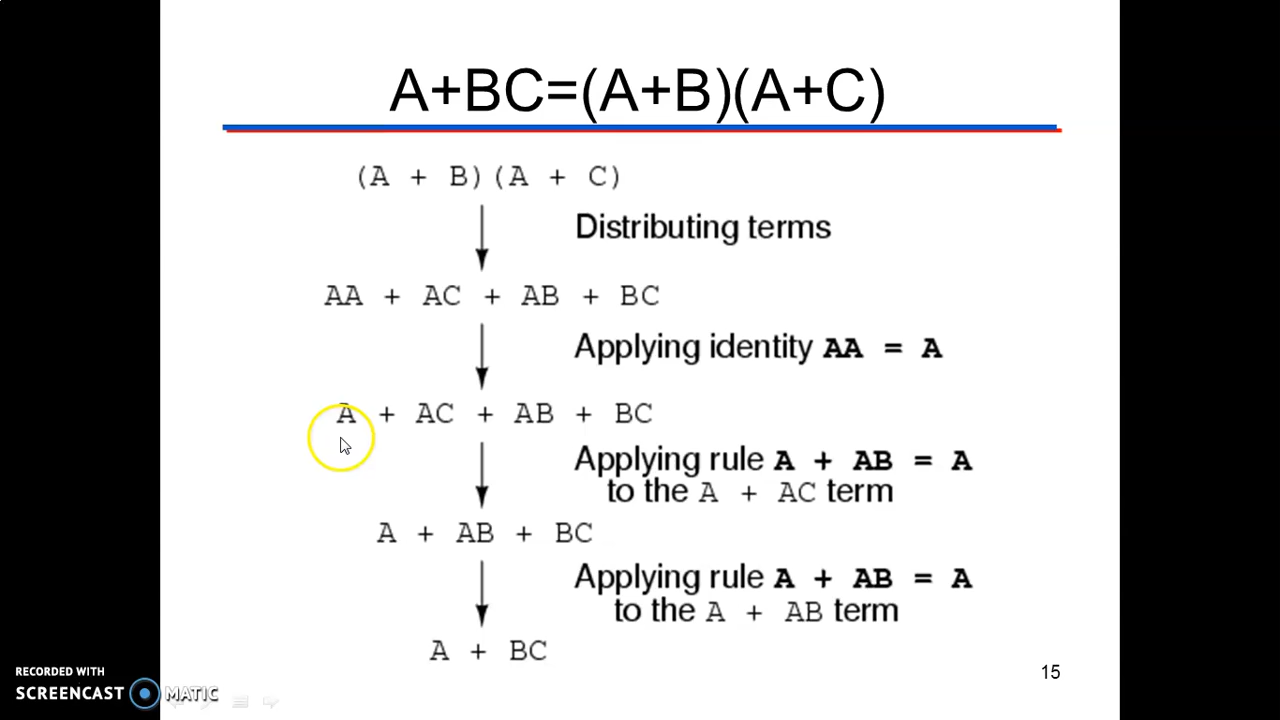 A+BC=(A+B)(A+C)
(A + B)(A + C)
Distributing terms
AA + AC + AB + BC
Applying identity AA = A
A + AC + AB + BC
Applying rule A + AB = A
to the A + AC term
A + AB + BC
Applying rule A + AB = A
to the A + AB term
A + BC
15
RECORDED WITH
SCREENCAST MATIC